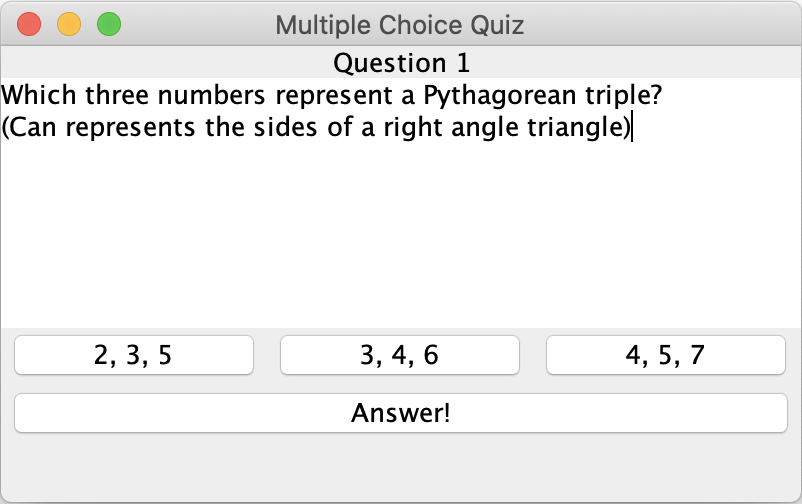 Multiple Choice Quiz
Question 1
Which three numbers represent a Pythagorean triple?
(Can represents the sides of a right angle triangle)
2, 3, 5
3, 4, 6
4, 5, 7
Answer!